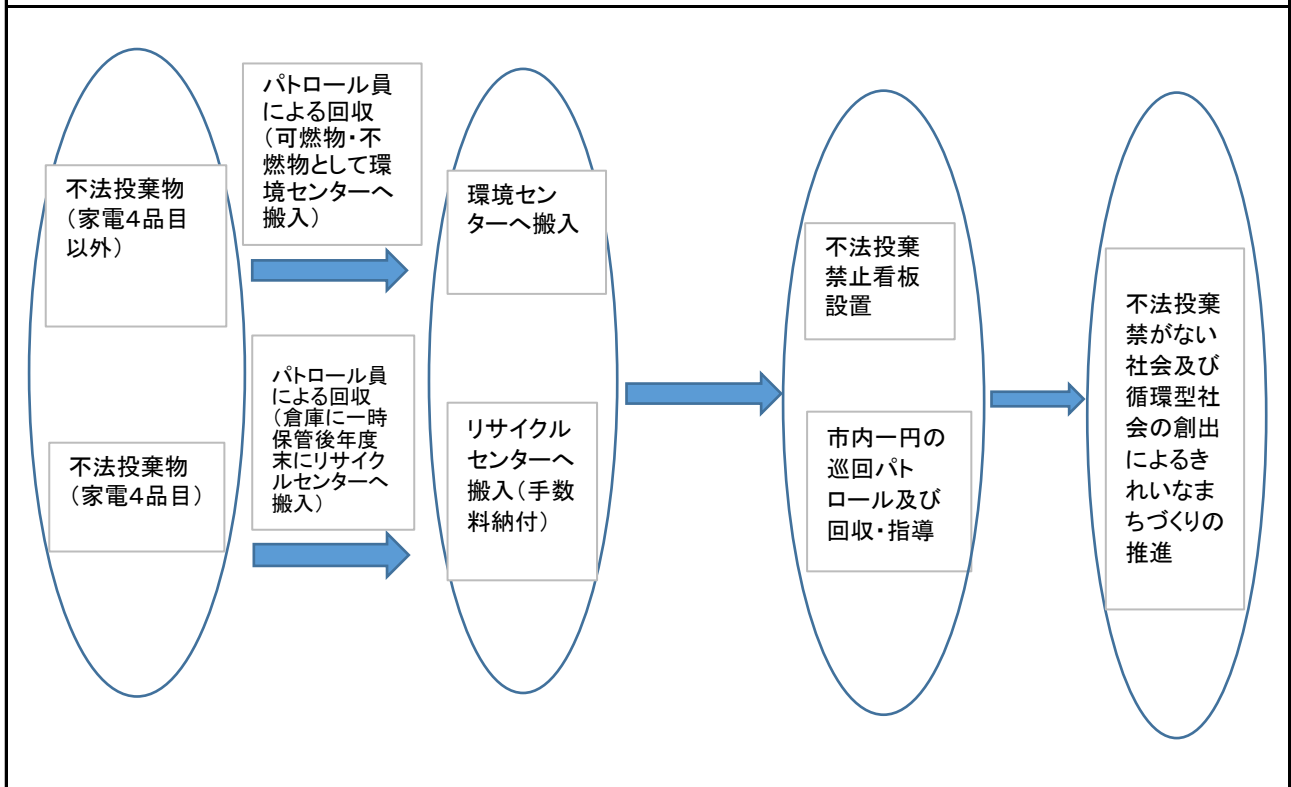 不法投棄物
(家電4品目
以外)
パトロール員
による回収
(可燃物・不
燃物として環
境センターへ
搬入)
環境セン
ターへ搬入
不法投棄物
(家電4品目)
パトロール員
による回収
(倉庫に一時
保管後年度
末にリサイク
ルセンターへ
搬入)
リサイクル
センターへ
搬入(手数
料納付)
不法投棄
禁止看板
設置
市内一円の
巡回パト
ロール及び
回収・指導
不法投棄
禁がない
社会及び
循環型社
会の創出
によるき
れいなま
ちづくりの
推進